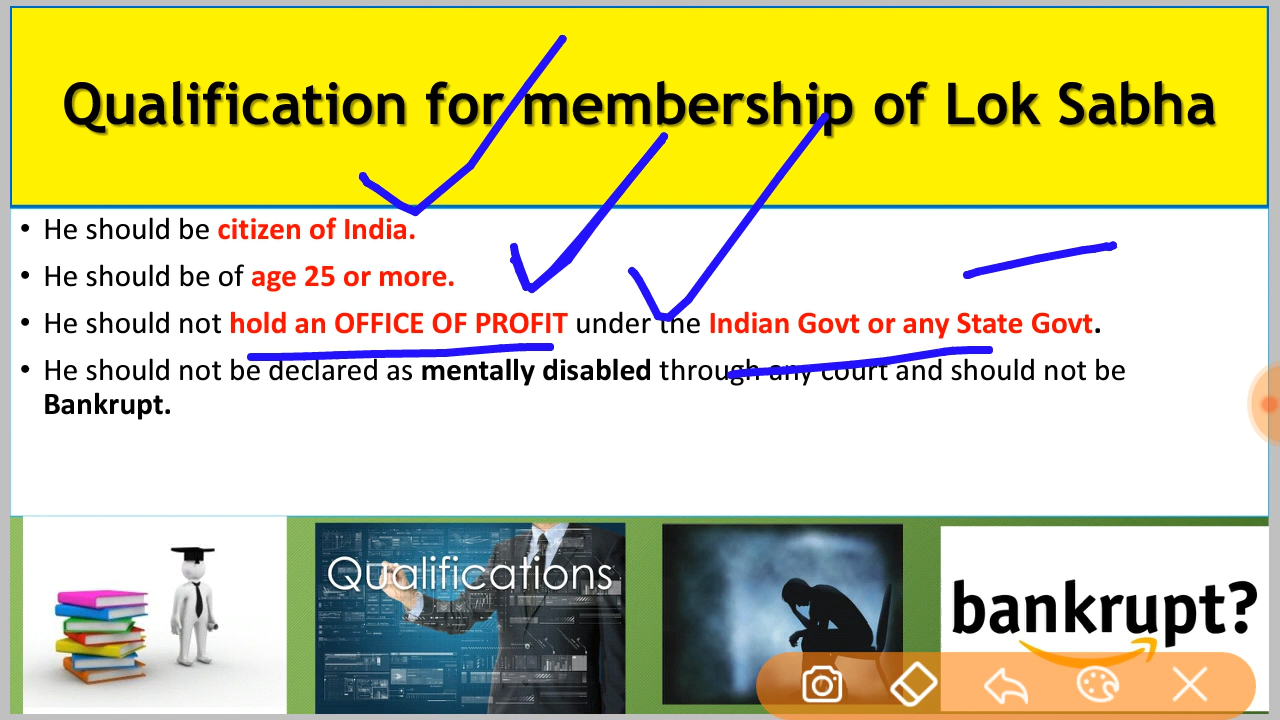 Qualification for membership of Lok Sabha
• He should be citizen of India.
• He should be of age 25 or more.
• He should not hold an OFFICE OF PROFIT under the Indian Govt or any State Govt.
• He should not be declared as mentally disabled through any court and should not be
Bankrupt.
Qualifications
bankrupt?